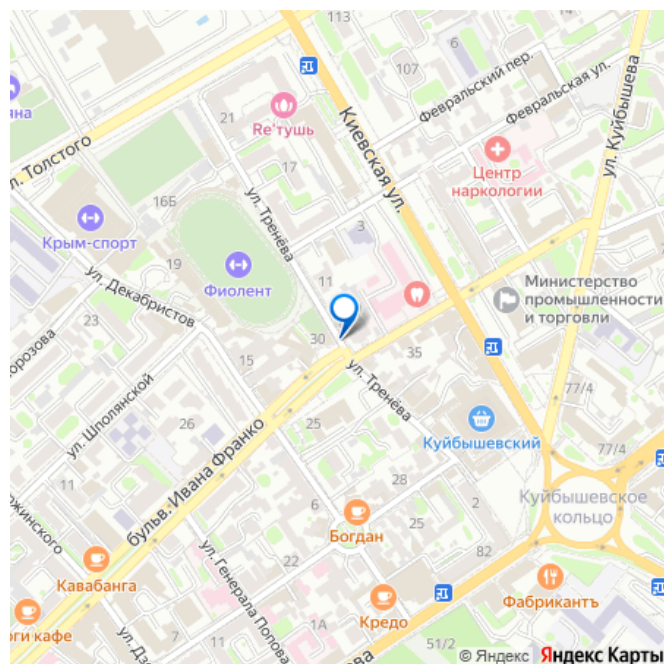 113
6
107
Февральский пер.
Февральская ул.
ул. Куйбышева
Киевская ул.
21
Re'тушь
17
Центр
наркологии
16Б
Крым-спорт
19
ул. Тренёва
3
Фиолент
11
Министерство
промышленности
и торговли
ул. Декабристов
23
30
15
35
ул. Тренёва
77/4
ул. Шполянской
26
25
Куйбышевский
77/4
бульв. Ивана Франко
11
28
2
Куйбышевское
кольцо
6
Богдан
25
22
82
Кавабанга
ул. Генерала Попова
Фабрикантъ
1А
Кредо
51/2
© Яндекс Яндекс Карты